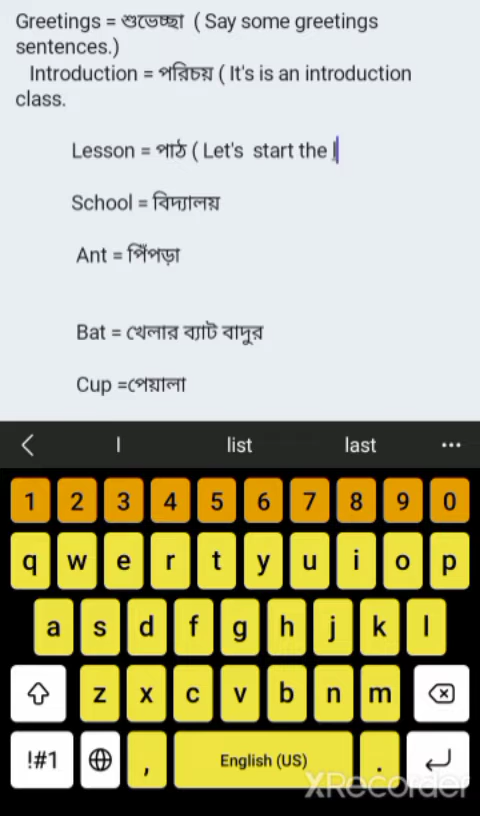 Greetings = শুভেচ্ছা ( Say some greetings
sentences.)
Introduction = পরিচয় ( It's is an introduction
class.
Lesson = পাঠ ( Let's start the l
School = বিদ্যালয়
Ant = পিঁপড়া
Bat = খেলার ব্যাট বাদুর
Cup =পেয়ালা
l list last
1 2 3 4 5 6 7 8 9 0
q w e r t y u i o p
a s d f g h j k l
z x c v b n m
!#1 , English (US) .
XRecorder